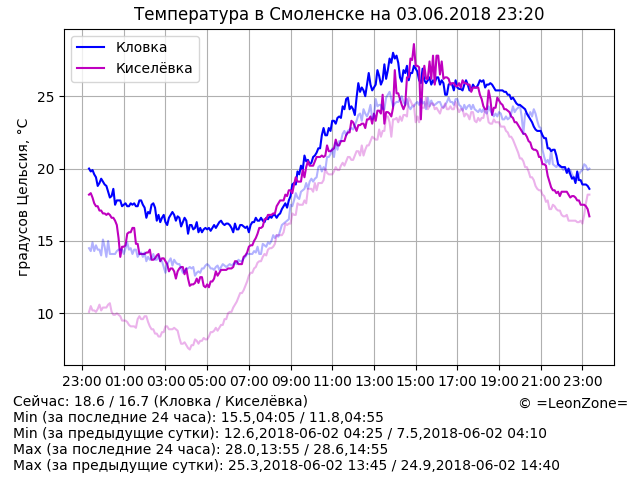 Температура в Смоленске на 03.06.2018 23:20
Кловка
Киселёвка
градусов Цельсия, °C
25
20
15
10
23:00 01:00 03:00 05:00 07:00 09:00 11:00 13:00 15:00 17:00 19:00 21:00 23:00
Сейчас: 18.6 / 16.7 (Кловка / Киселёвка)
© =LeonZone=
Min (за последние 24 часа): 15.5,04:05 / 11.8,04:55
Min (за предыдущие сутки): 12.6,2018-06-02 04:25 / 7.5,2018-06-02 04:10
Max (за последние 24 часа): 28.0,13:55 / 28.6,14:55
Max (за предыдущие сутки): 25.3,2018-06-02 13:45 / 24.9,2018-06-02 14:40